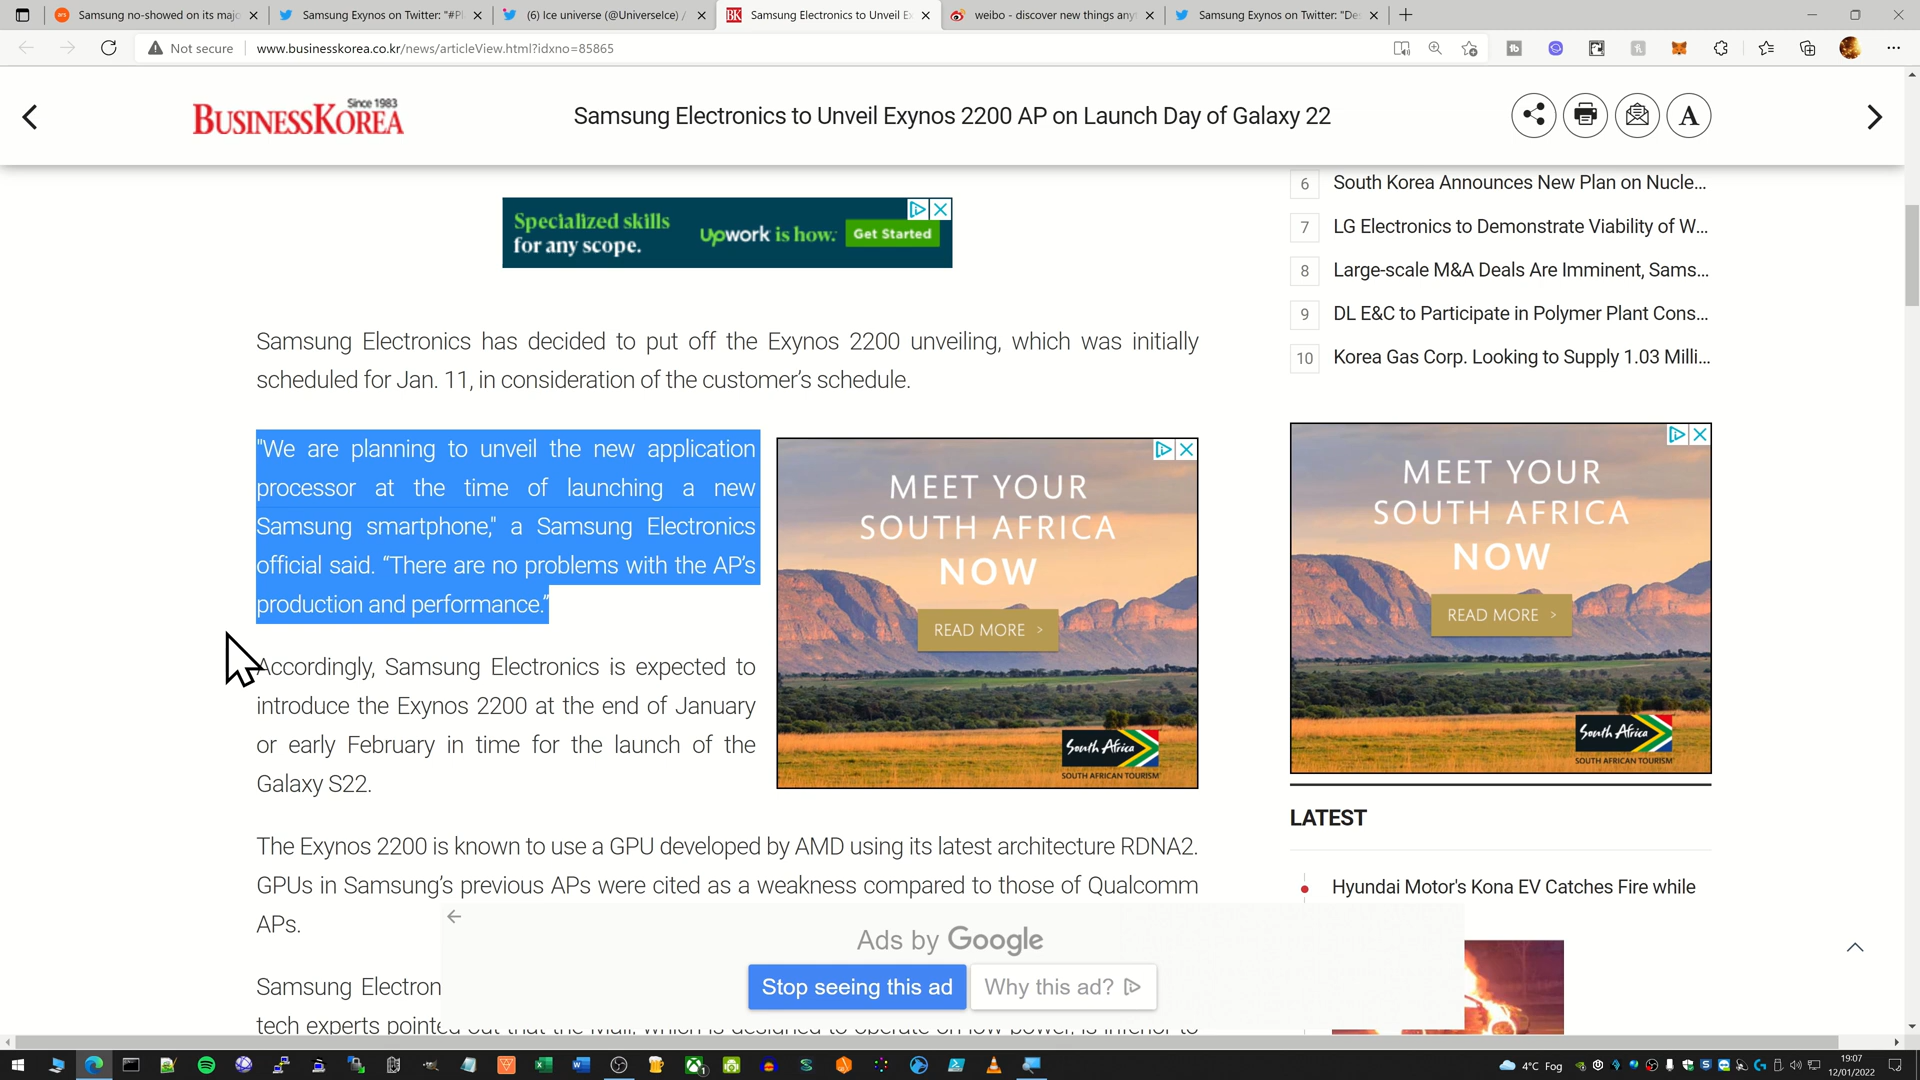 Samsung no-showed on its majo
Samsung Exynos on Twitter: "#Pl
(6) Ice universe (@UniverseIce) /
Samsung Electronics to Unveil Ex
weibo - discover new things any
Samsung Exynos on Twitter: "De
Not secure
www.businesskorea.co.kr/news/articleView.html?idxno=85865
Since 1983
BUSINESSKOREA
Samsung Electronics to Unveil Exynos 2200 AP on Launch Day of Galaxy 22
A
Specialized skills
for any scope.
Upwork is how.
Get Started
Samsung Electronics has decided to put off the Exynos 2200 unveiling, which was initially
scheduled for Jan. 11, in consideration of the customer's schedule.
"We are planning to unveil the new application
processor at the time of launching a new
Samsung smartphone," a Samsung Electronics
official said. “There are no problems with the AP's
production and performance.”
Accordingly, Samsung Electronics is expected to
introduce the Exynos 2200 at the end of January
or early February in time for the launch of the
Galaxy S22.
MEET YOUR
SOUTH AFRICA
NOW
READ MORE >
South Africa
SOUTH AFRICAN TOURISM
The Exynos 2200 is known to use a GPU developed by AMD using its latest architecture RDNA2.
GPUs in Samsung's previous APs were cited as a weakness compared to those of Qualcomm
APs.
Samsung Electron
tech experts pointed out that the Mali, which is designed to operate on low power, is inferior to
Ads by Google
Stop seeing this ad
Why this ad?
6 South Korea Announces New Plan on Nucle...
7 LG Electronics to Demonstrate Viability of W...
8 Large-scale M&A Deals Are Imminent, Sams...
9 DL E&C to Participate in Polymer Plant Cons...
10 Korea Gas Corp. Looking to Supply 1.03 Milli...
MEET YOUR
SOUTH AFRICA
NOW
READ MORE >
South Africa
SOUTH AFRICAN TOURISM
LATEST
Hyundai Motor's Kona EV Catches Fire while
4°C Fog
19:07
12/01/2022